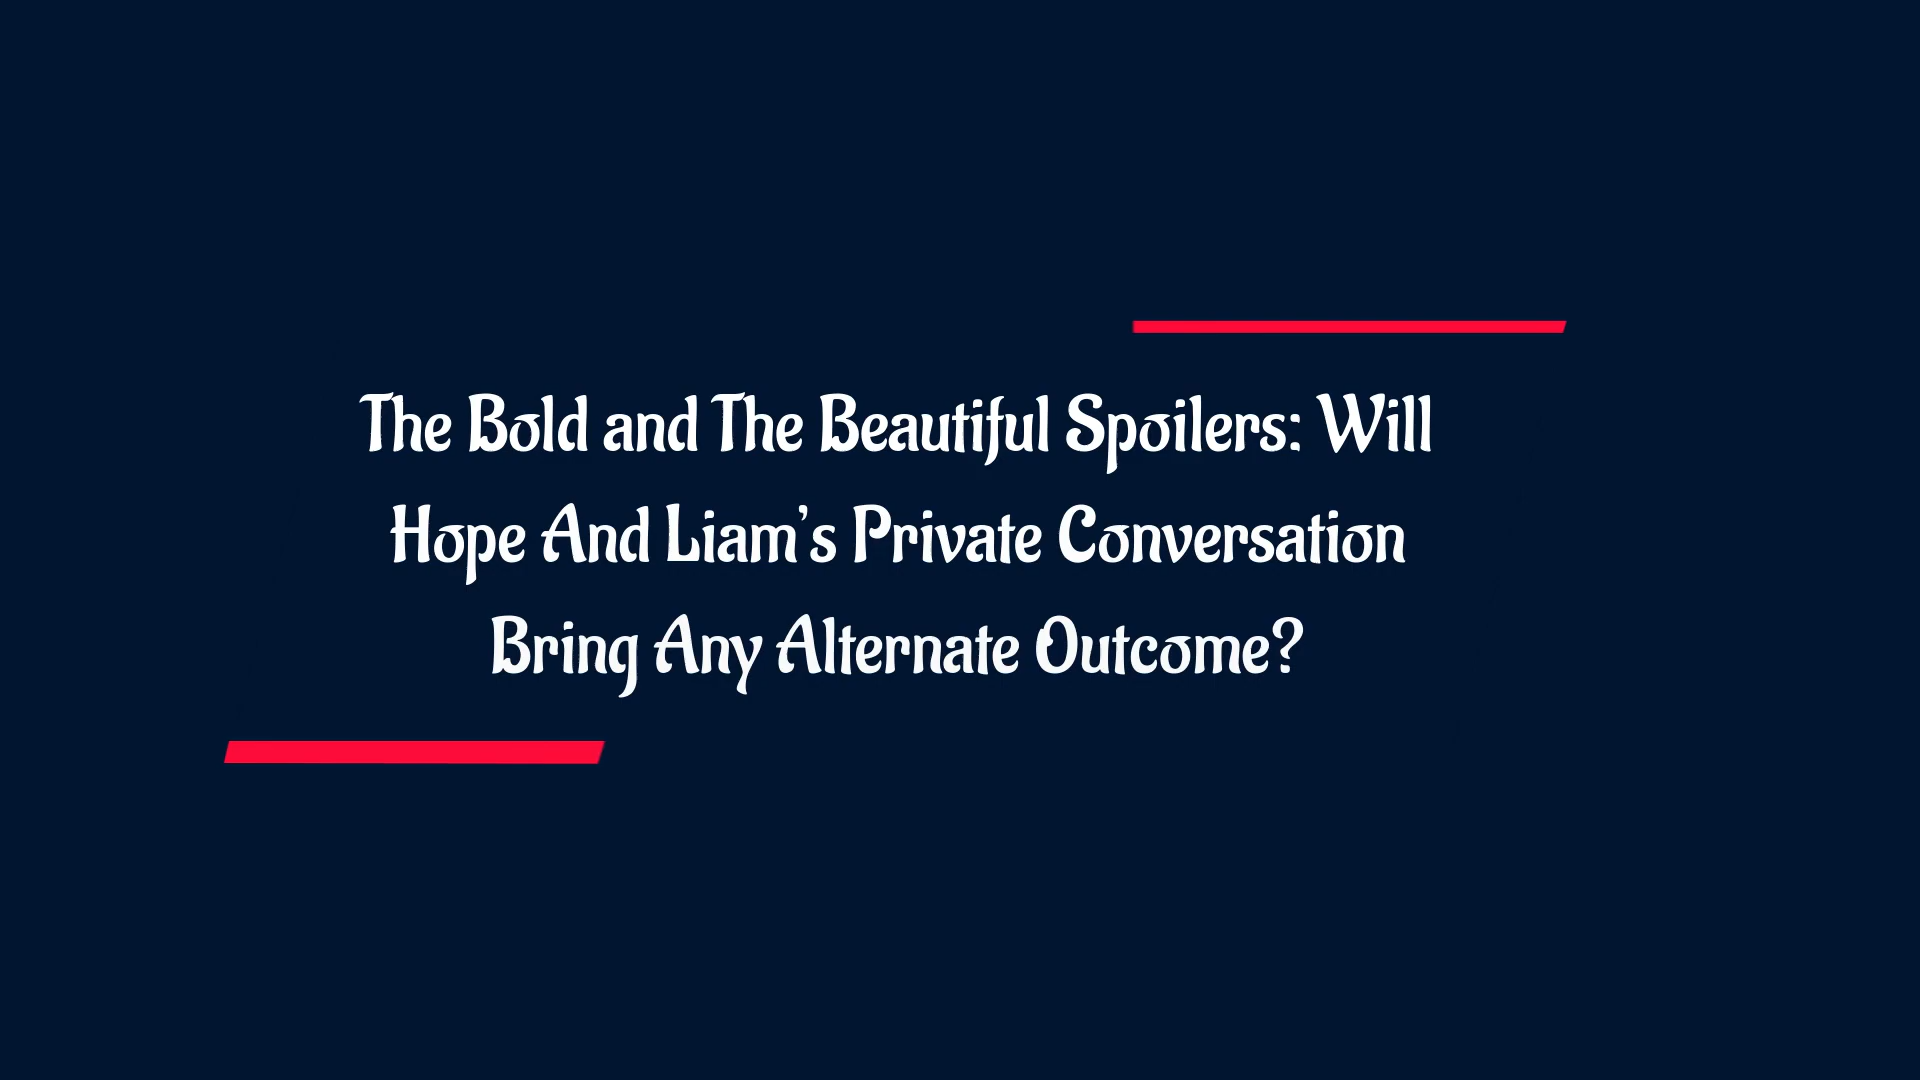 The Bold and The Beautiful Spoilers: Will
Hope And Liam's Private Conversation
Bring Any Alternate Outcome?